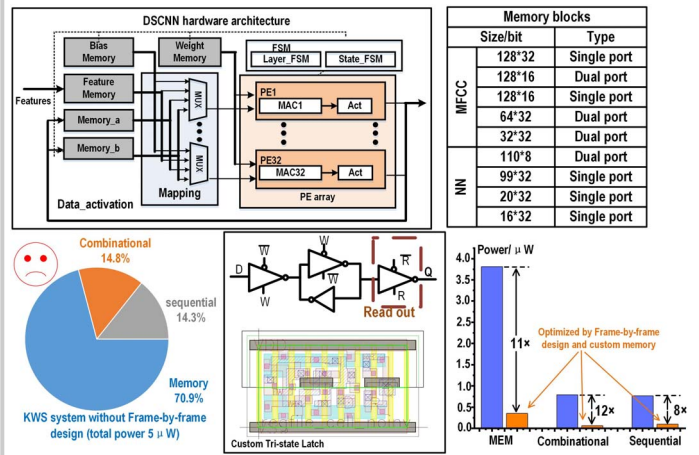 DSCNN hardware architecture
Bias
Memory
Weight
Memory
FSM
Layer_FSM
State_FSM
Feature
Memory
Features
Memory_a
Memory_b
MUX
MUX
Mapping
PE1
MAC1
Act
PE32
MAC32
Act
PE array
Data_activation
Memory blocks
Size/bit
Type
MFCC
128*32
Single port
128*16
Dual port
128*16
Single port
64*32
Dual port
32*32
Dual port
NN
110*8
Dual port
99*32
Single port
20*32
Single port
16*32
Single port
Combinational
14.8%
sequential
14.3%
Memory
70.9%
KWS system without Frame-by-frame
design (total power 5 μW)
D
W
W
W
W
R
R
Q
Read out
Custom Tri-state Latch
Power/ μW
4.0
3.5
3.0
2.5
2.0
1.5
1.0
0.5
0.0
11×
Optimized by Frame-by-frame
design and custom memory
12×
8×
MEM
Combinational
Sequential